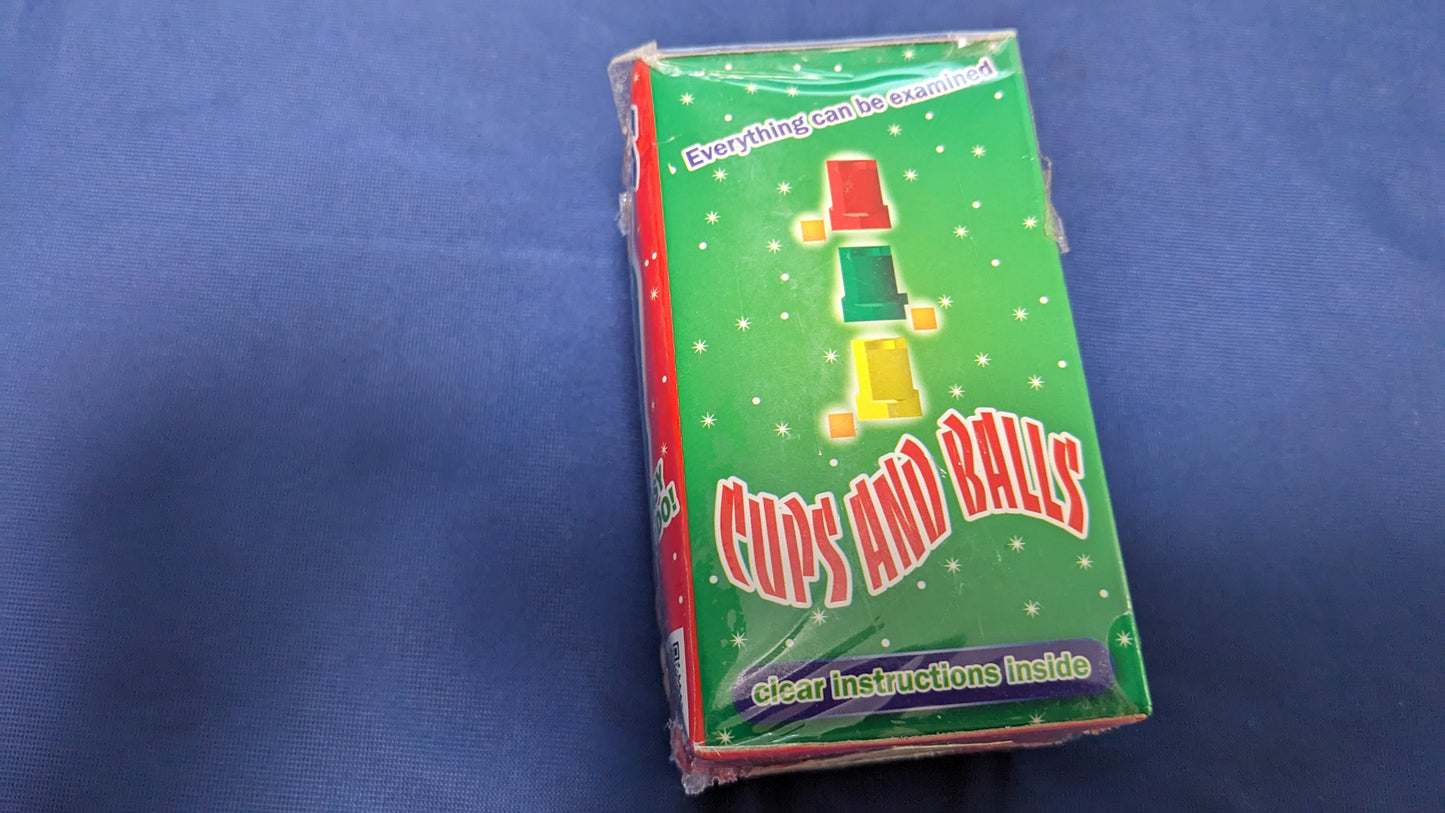 Everything can be examined
CUPS AND BALLS
clear instructions inside